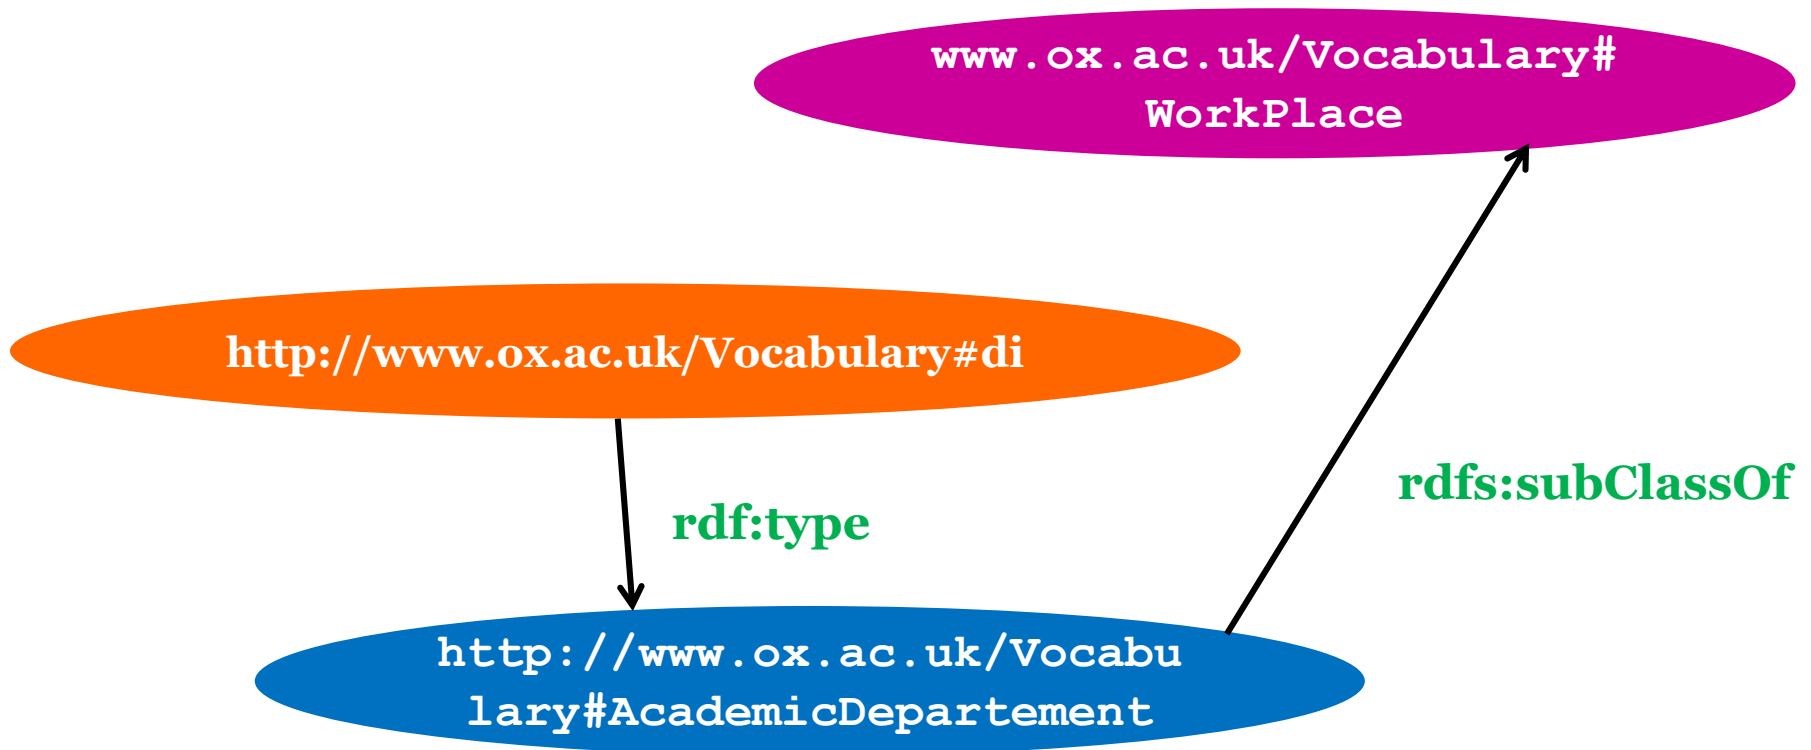 www.ox.ac.uk/Vocabulary#
WorkPlace
http://www.ox.ac.uk/Vocabulary#di
rdfs:subClassOf
rdf:type
http://www.ox.ac.uk/Vocabu
lary#AcademicDepartement